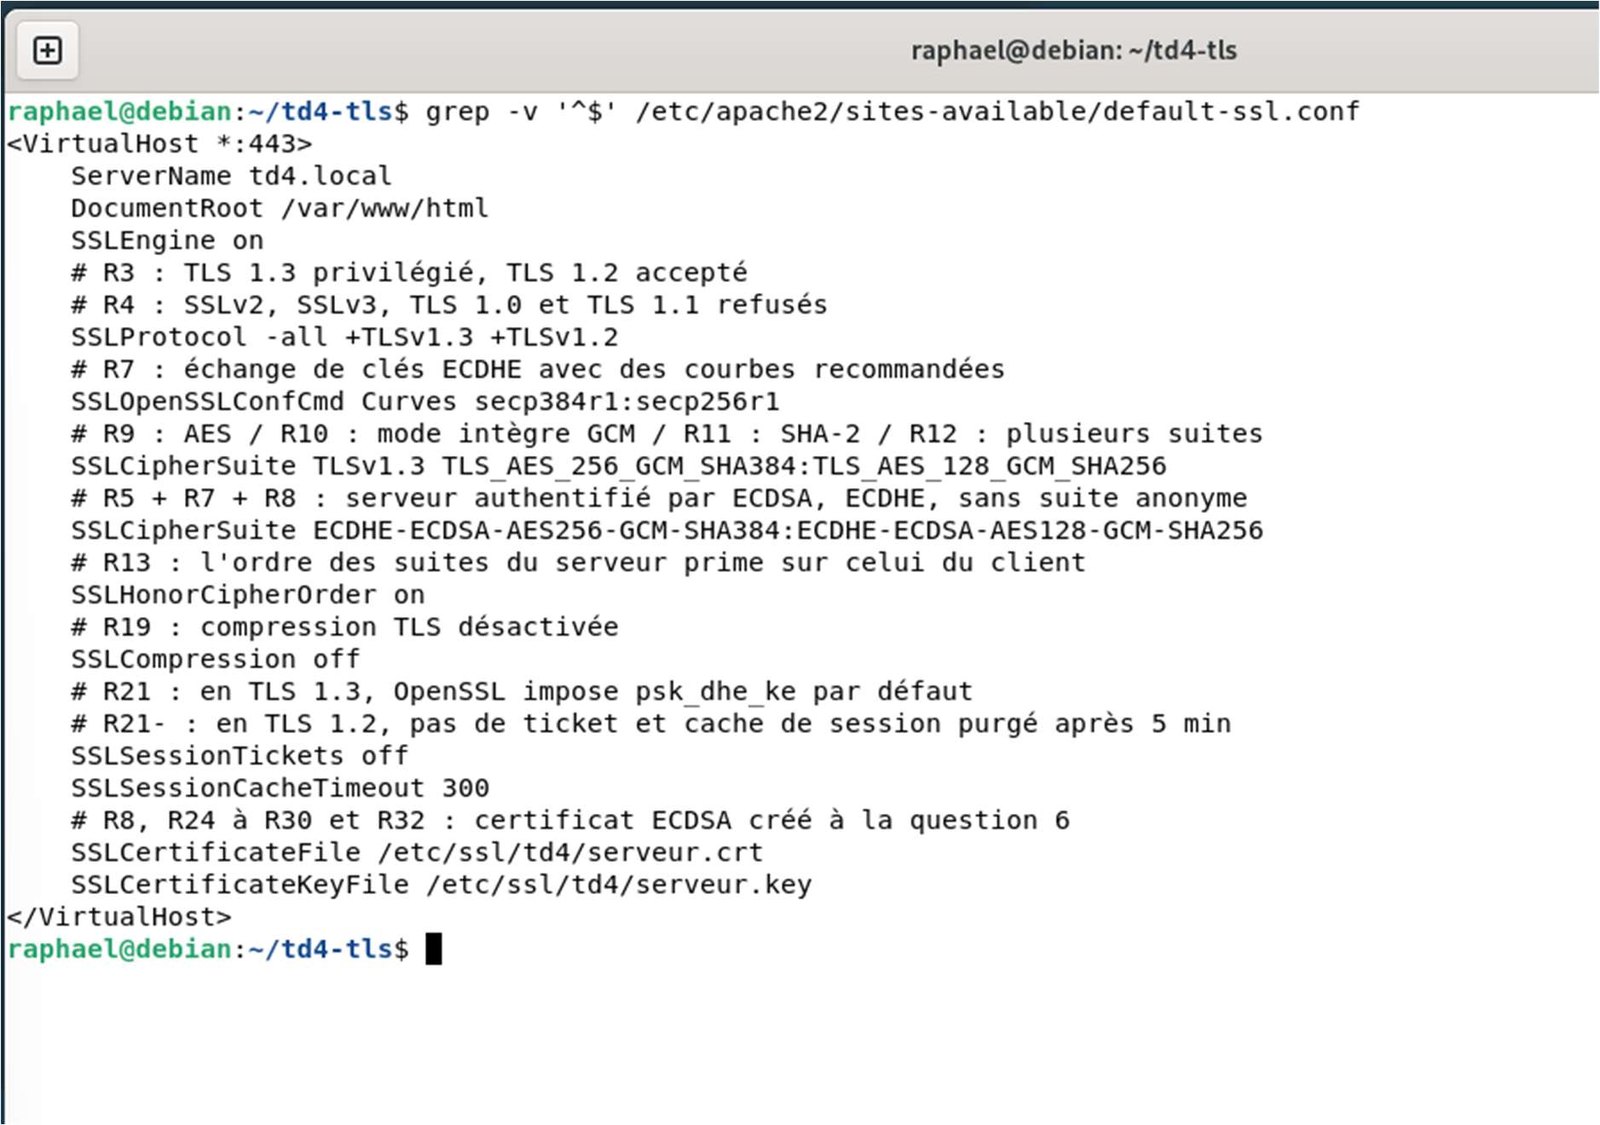 raphael@debian: ~/td4-tls
raphael@debian:~/td4-tls$ grep -v '^$' /etc/apache2/sites-available/default-ssl.conf
<VirtualHost *:443>
    ServerName td4.local
    DocumentRoot /var/www/html
    SSLEngine on
    # R3 : TLS 1.3 privilégié, TLS 1.2 accepté
    # R4 : SSLv2, SSLv3, TLS 1.0 et TLS 1.1 refusés
    SSLProtocol -all +TLSv1.3 +TLSv1.2
    # R7 : échange de clés ECDHE avec des courbes recommandées
    SSLOpenSSLConfCmd Curves secp384r1:secp256r1
    # R9 : AES / R10 : mode intègre GCM / R11 : SHA-2 / R12 : plusieurs suites
    SSLCipherSuite TLSv1.3 TLS_AES_256_GCM_SHA384:TLS_AES_128_GCM_SHA256
    # R5 + R7 + R8 : serveur authentifié par ECDSA, ECDHE, sans suite anonyme
    SSLCipherSuite ECDHE-ECDSA-AES256-GCM-SHA384:ECDHE-ECDSA-AES128-GCM-SHA256
    # R13 : l'ordre des suites du serveur prime sur celui du client
    SSLHonorCipherOrder on
    # R19 : compression TLS désactivée
    SSLCompression off
    # R21 : en TLS 1.3, OpenSSL impose psk_dhe_ke par défaut
    # R21- : en TLS 1.2, pas de ticket et cache de session purgé après 5 min
    SSLSessionTickets off
    SSLSessionCacheTimeout 300
    # R8, R24 à R30 et R32 : certificat ECDSA créé à la question 6
    SSLCertificateFile /etc/ssl/td4/serveur.crt
    SSLCertificateKeyFile /etc/ssl/td4/serveur.key
</VirtualHost>
raphael@debian:~/td4-tls$